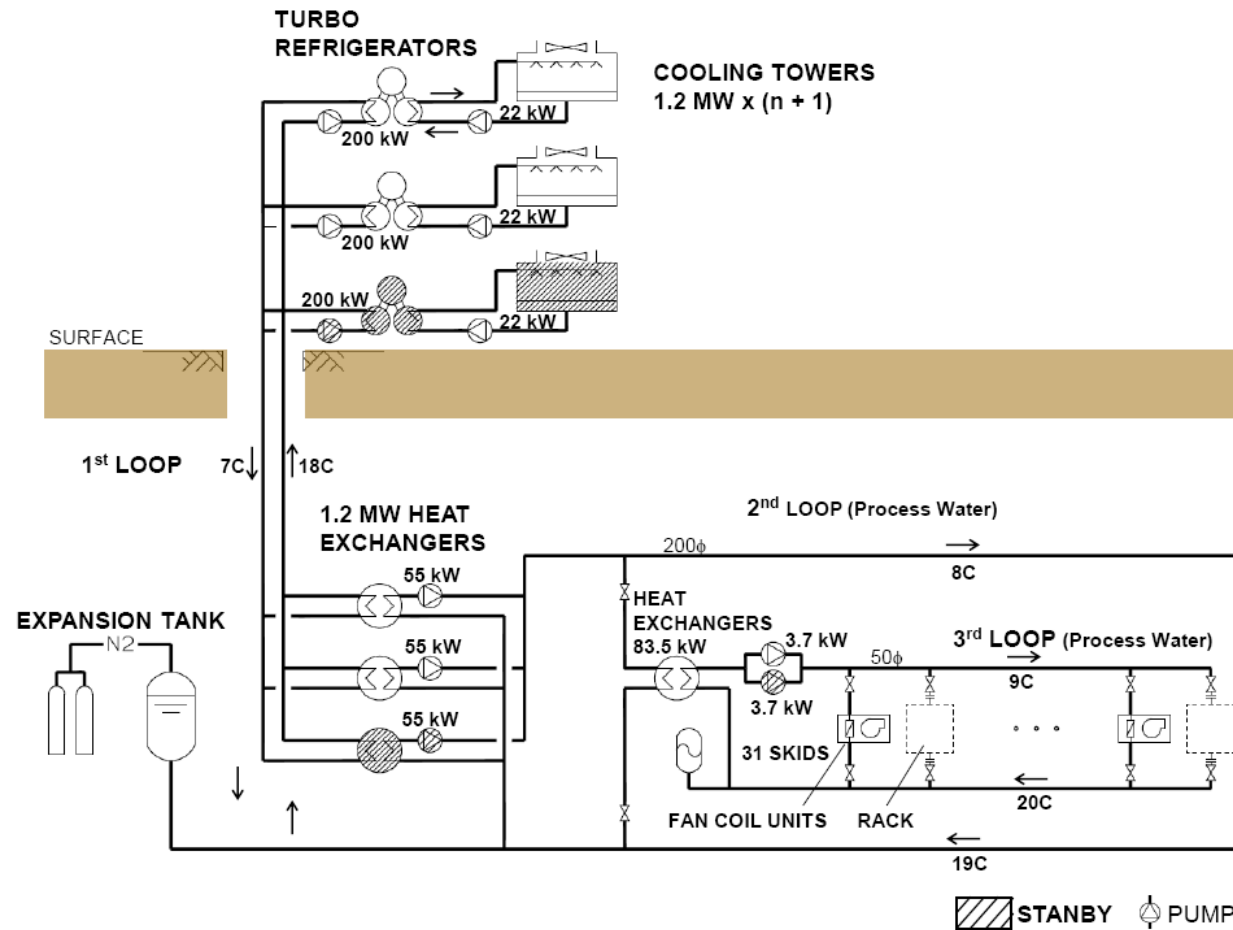 TURBO
REFRIGERATORS
COOLING TOWERS
1.2 MW x (n + 1)
22 kW
200 kW
22 kW
200 kW
200 kW
22 kW
SURFACE
1st LOOP
7C
18C
1.2 MW HEAT
EXCHANGERS
2nd LOOP (Process Water)
200ϕ
8C
55 kW
EXPANSION TANK
N2
HEAT
EXCHANGERS
83.5 kW
3.7 kW
3rd LOOP (Process Water)
50ϕ
9C
55 kW
3.7 kW
55 kW
31 SKIDS
20C
FAN COIL UNITS
RACK
19C
STANBY
PUMP